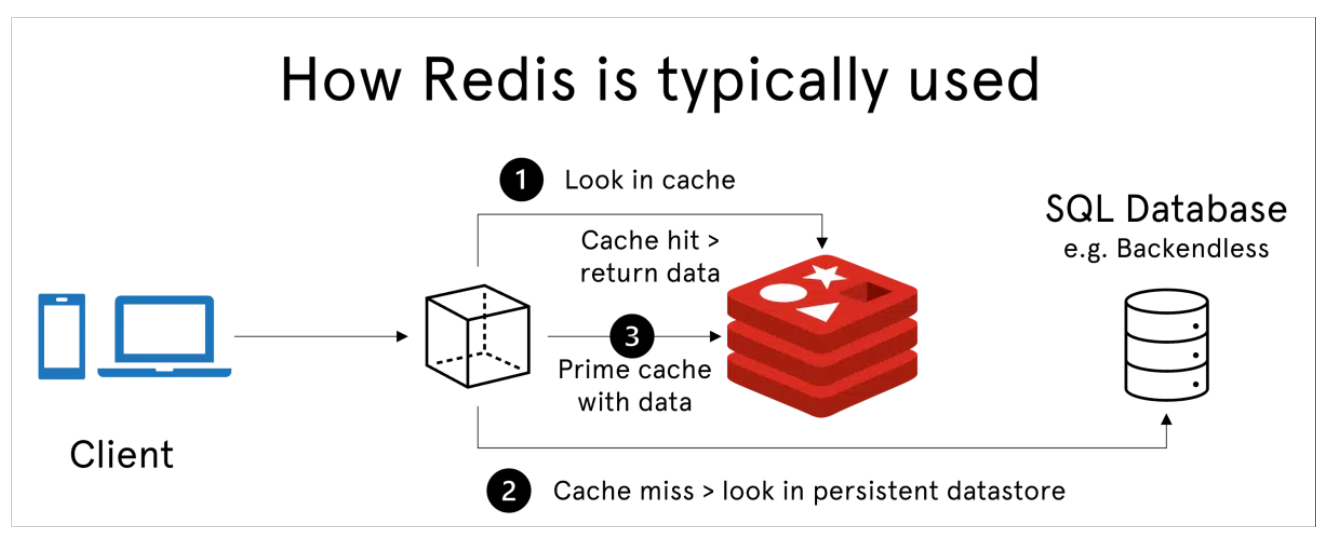 How Redis is typically used
1 Look in cache
Cache hit >
return data
SQL Database
e.g. Backendless
3
Prime cache
with data
Client
2 Cache miss > look in persistent datastore